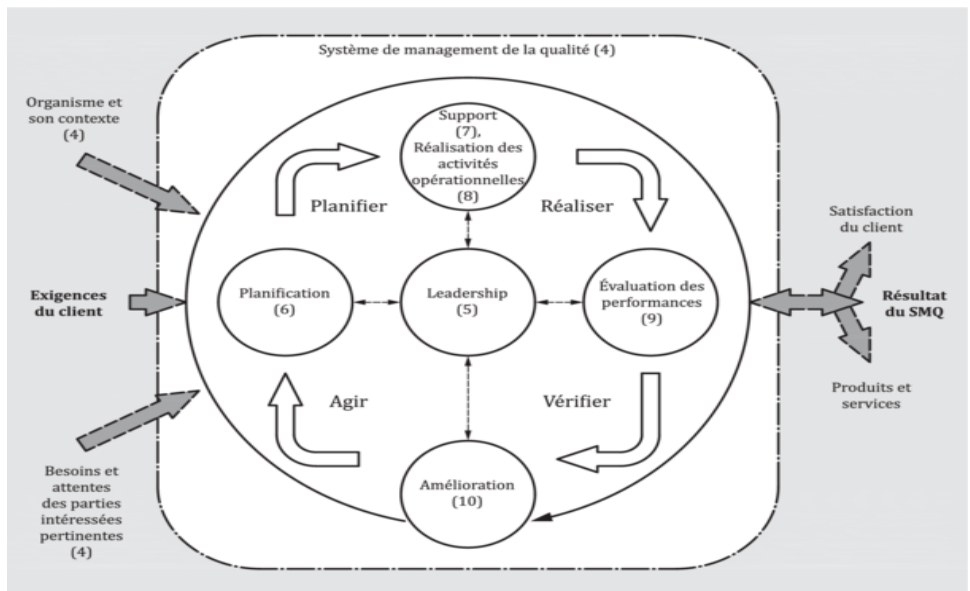 Système de management de la qualité (4)
Organisme et
son contexte
(4)
Support
(7),
Réalisation des
activités
opérationnelles
(8)
Planifier
Réaliser
Satisfaction
du client
Exigences
du client
Planification
(6)
Leadership
(5)
Évaluation des
performances
(9)
Résultat
du SMQ
Agir
Vérifier
Produits et
services
Besoins et
attentes
des parties
intéressées
pertinentes
(4)
Amélioration
(10)